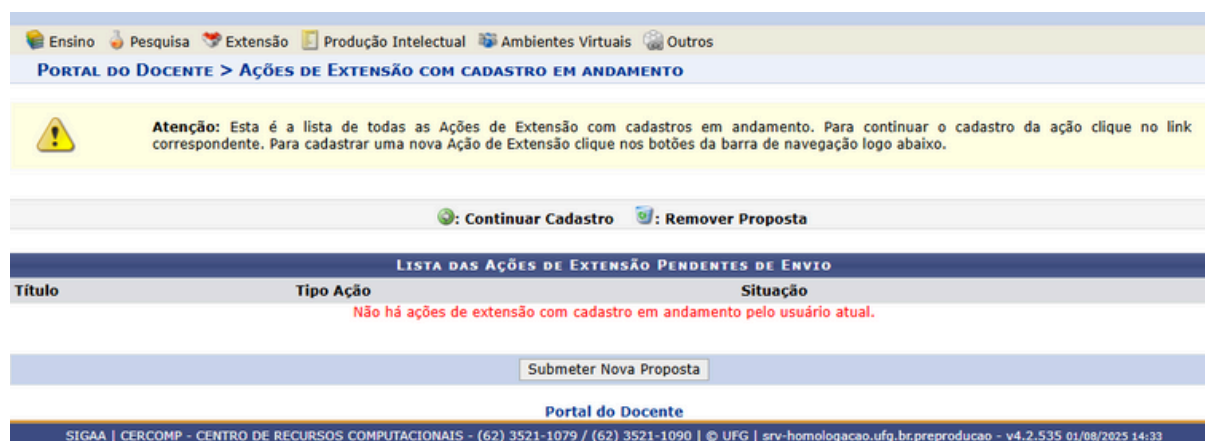 Ensino Pesquisa Extensão Produção Intelectual Ambientes Virtuais Outros
PORTAL DO DOCENTE > AÇÕES DE EXTENSÃO COM CADASTRO EM ANDAMENTO
Atenção: Esta é a lista de todas as Ações de Extensão com cadastros em andamento. Para continuar o cadastro da ação clique no link
correspondente. Para cadastrar uma nova Ação de Extensão clique nos botões da barra de navegação logo abaixo.
: Continuar Cadastro : Remover Proposta
LISTA DAS AÇÕES DE EXTENSÃO PENDENTES DE ENVIO
Título Tipo Ação Situação
Não há ações de extensão com cadastro em andamento pelo usuário atual.
Submeter Nova Proposta
Portal do Docente
SIGAA | CERCOMP - CENTRO DE RECURSOS COMPUTACIONAIS - (62) 3521-1079 / (62) 3521-1090 | © UFG | srv-homologacao.ufg.br.preproducao - v4.2.535 01/08/2025 14:33